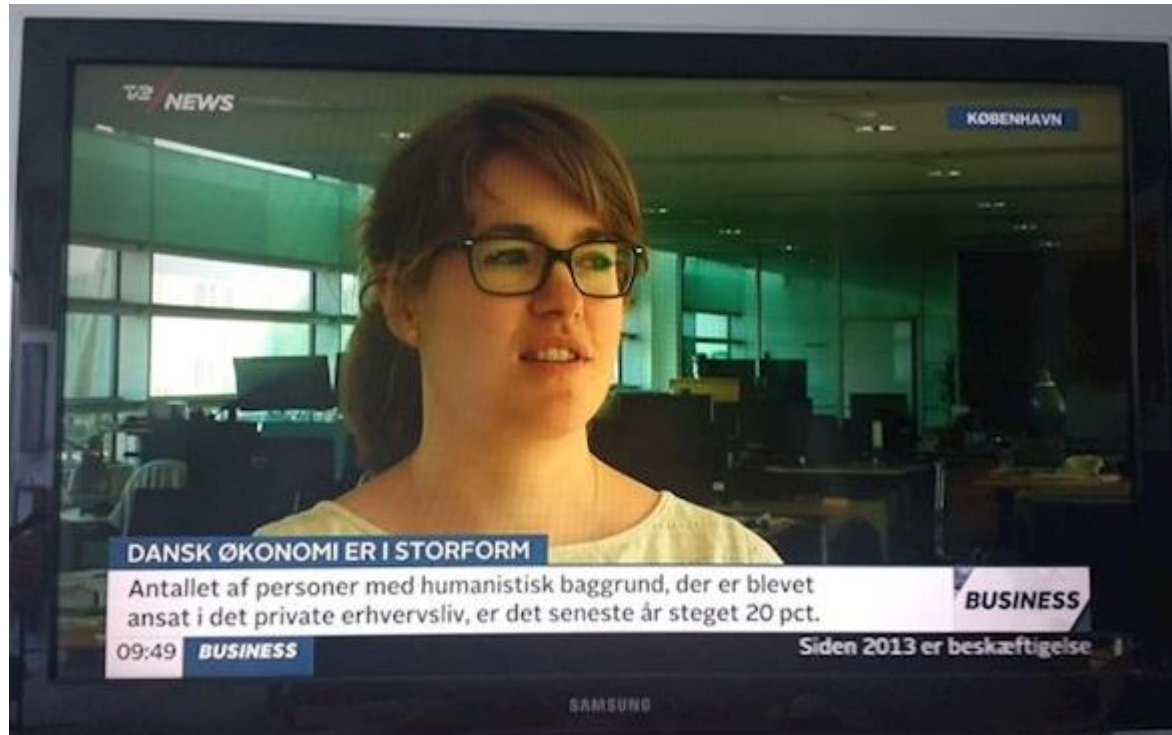 TV2 NEWS
KØBENHAVN
DANSK ØKONOMI ER I STORFORM
Antallet af personer med humanistisk baggrund, der er blevet
ansat i det private erhvervsliv, er det seneste år steget 20 pct.
BUSINESS
09:49 BUSINESS
Siden 2013 er beskæftigelse
SAMSUNG